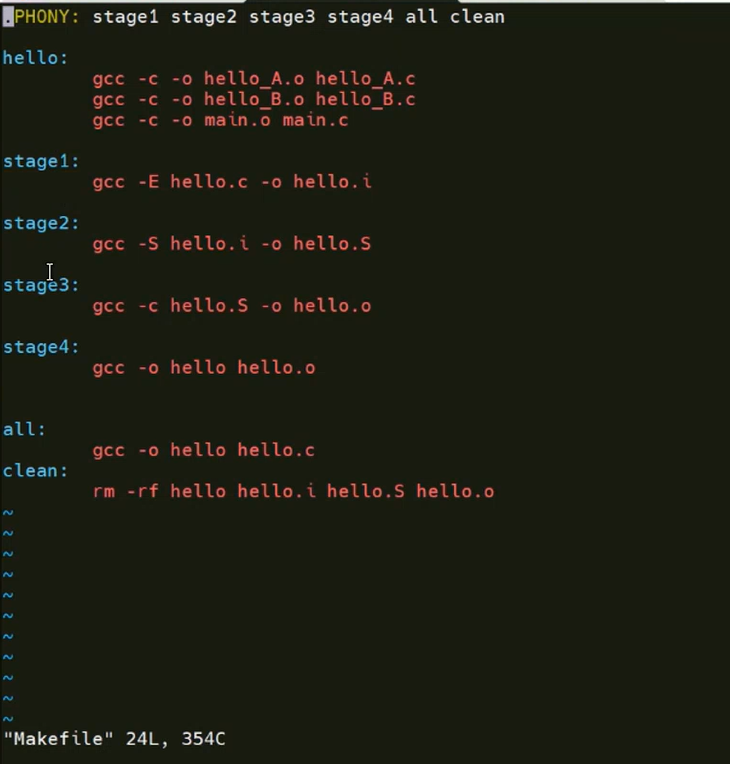 .PHONY: stage1 stage2 stage3 stage4 all clean
hello:
gcc -c -o hello_A.o hello_A.c
gcc -c -o hello_B.o hello_B.c
gcc -c -o main.o main.c
stage1:
gcc -E hello.c -o hello.i
stage2:
gcc -S hello.i -o hello.S
stage3:
gcc -c hello.S -o hello.o
stage4:
gcc -o hello hello.o
all:
gcc -o hello hello.c
clean:
rm -rf hello hello.i hello.S hello.o
~
~
~
~
~
~
~
~
~
~
~
"Makefile" 24L, 354C